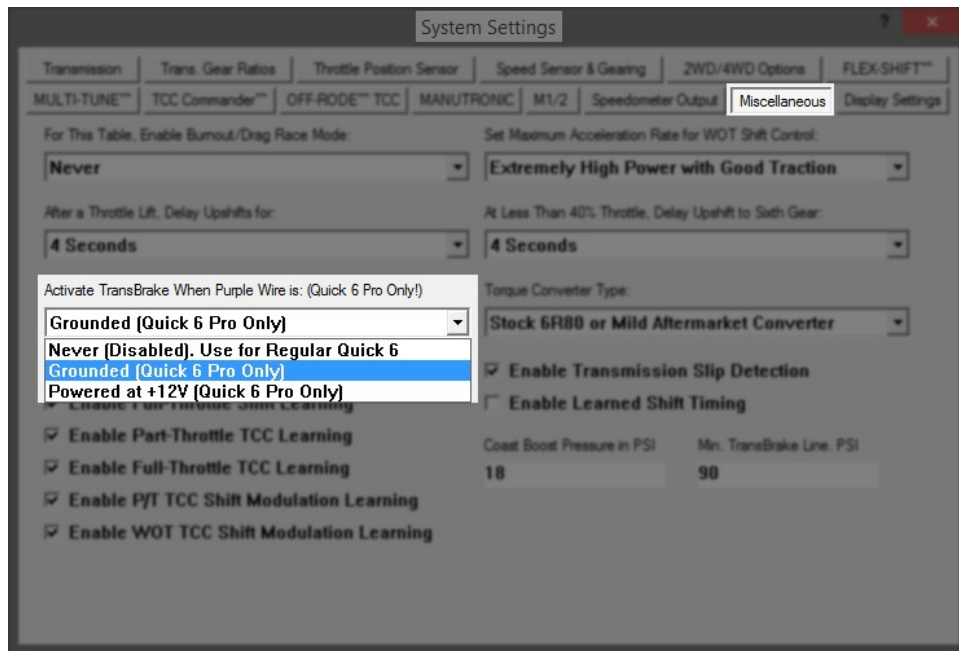 System Settings
?
x
Transmission
Trans. Gear Ratios
Throttle Position Sensor
Speed Sensor & Gearing
2WD/4WD Options
FLEX-SHIFT™
MULTI-TUNE™
TCC Commander™
OFF-RODE™ TCC
MANUTRONIC
M1/2
Speedometer Output
Miscellaneous
Display Settings
For This Table, Enable Burnout/Drag Race Mode:
Set Maximum Acceleration Rate for WOT Shift Control:
Never
Extremely High Power with Good Traction
After a Throttle Lift, Delay Upshifts for:
At Less Than 40% Throttle, Delay Upshift to Sixth Gear:
4 Seconds
4 Seconds
Activate TransBrake When Purple Wire is: (Quick 6 Pro Only!)
Torque Converter Type:
Grounded (Quick 6 Pro Only)
Stock 6R80 or Mild Aftermarket Converter
Never (Disabled). Use for Regular Quick 6
Grounded (Quick 6 Pro Only)
Enable Transmission Slip Detection
Powered at +12V (Quick 6 Pro Only)
Enable Full-Throttle Shift Learning
Enable Learned Shift Timing
Enable Part-Throttle TCC Learning
Coast Boost Pressure in PSI
Min. TransBrake Line. PSI
Enable Full-Throttle TCC Learning
18
90
Enable P/T TCC Shift Modulation Learning
Enable WOT TCC Shift Modulation Learning